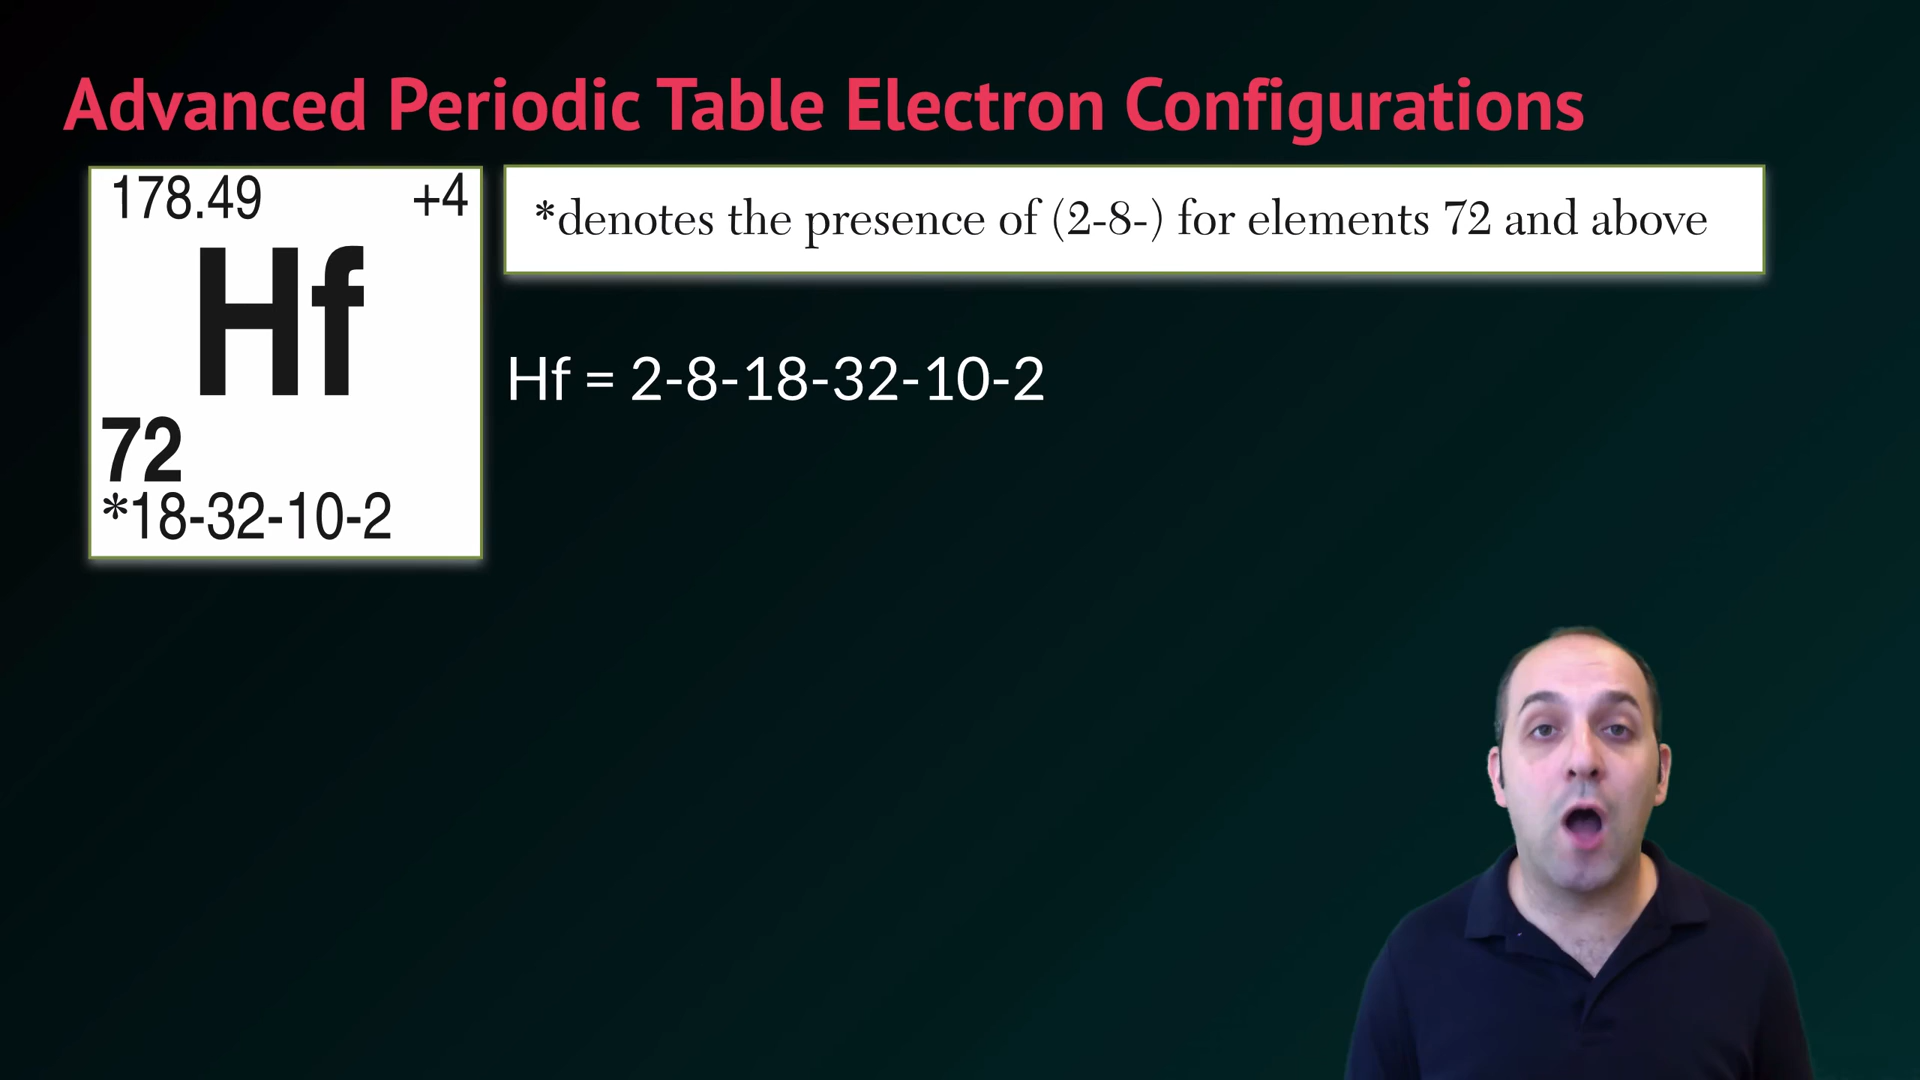 Advanced Periodic Table Electron Configurations
178.49 +4
Hf
72
*18-32-10-2
*denotes the presence of (2-8-) for elements 72 and above
Hf = 2-8-18-32-10-2